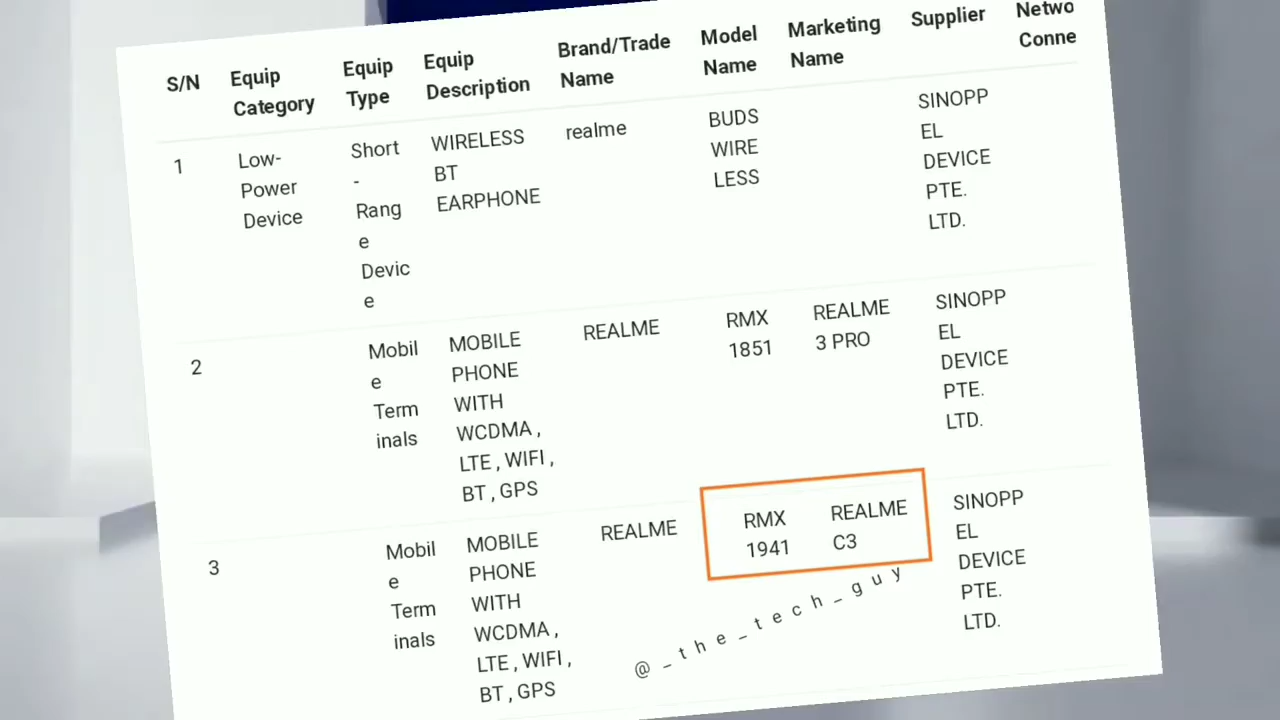 S/N Equip Category Equip Type Equip Description Brand/Trade Name Model Name Marketing Name Supplier Netwo Conne
1 Low-Power Device Short - Rang e Devic e WIRELESS BT EARPHONE realme BUDS WIRE LESS SINOPP EL DEVICE PTE. LTD.
2 Mobil e Term inals MOBILE PHONE WITH WCDMA , LTE , WIFI , BT , GPS REALME RMX 1851 REALME 3 PRO SINOPP EL DEVICE PTE. LTD.
3 Mobil e Term inals MOBILE PHONE WITH WCDMA , LTE , WIFI , BT , GPS REALME RMX 1941 REALME C3 SINOPP EL DEVICE PTE. LTD.
@_the_tech_guy